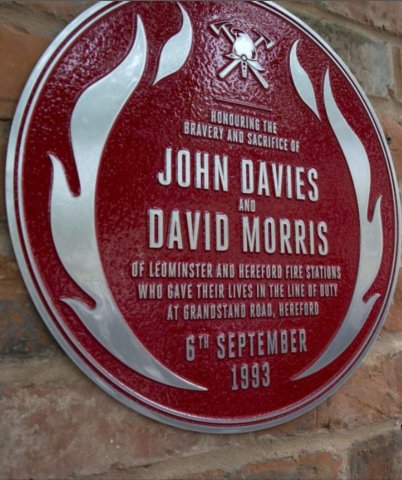 HONOURING THE
BRAVERY AND SACRIFICE OF
JOHN DAVIES
AND
DAVID MORRIS
OF LEOMINSTER AND HEREFORD FIRE STATIONS
WHO GAVE THEIR LIVES IN THE LINE OF DUTY
AT GRANDSTAND ROAD, HEREFORD
6TH SEPTEMBER
1993